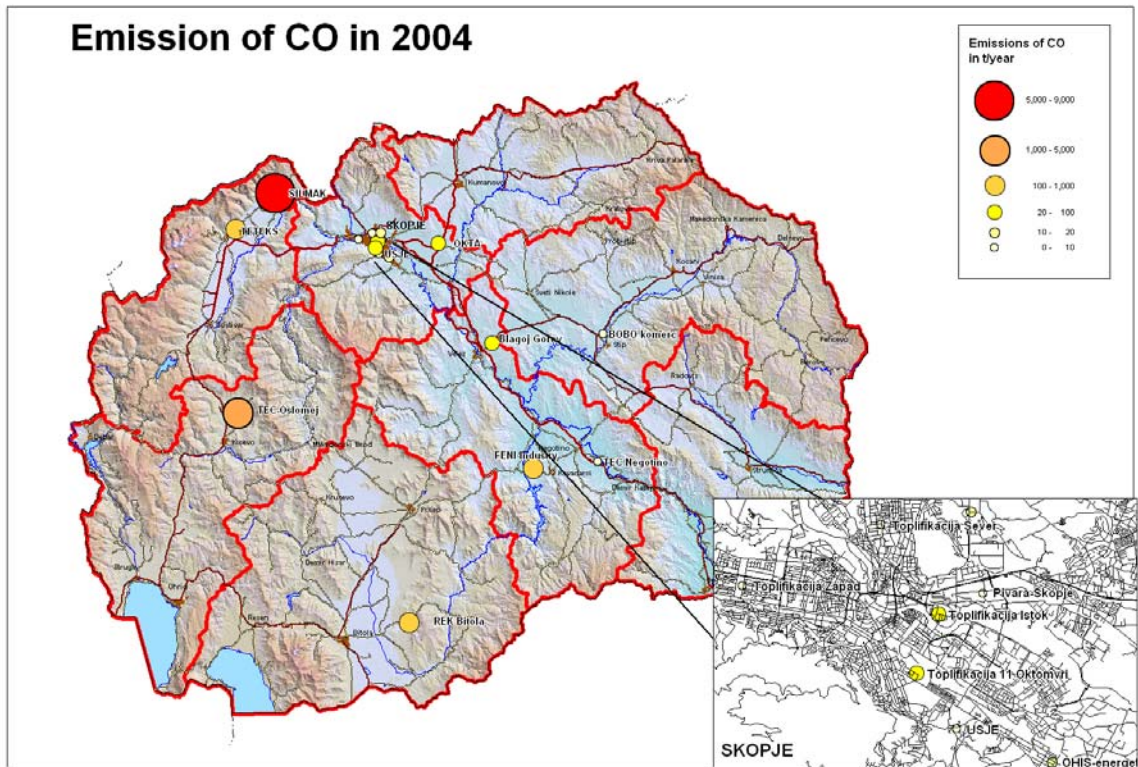 Emission of CO in 2004
Emissions of CO
in t/year
5,000 - 9,000
1,000 - 5,000
100 - 1,000
20 - 100
10 - 20
0 - 10
SILMAK
TETEKS
SKOPJE
USJE
OKTA
Kumanovo
Kriva Palanka
Kratovo
Probistip
Makedonska Kamenica
Delcevo
Kocani
Vinica
Sveti Nikole
Gostivar
Veles
Blagoj Gorev
BOBO komerc
Stip
Pehcevo
Berovo
Radovis
TEC Oslomej
Kicevo
Debar
Makedonski Brod
FENI Industry
Negotino
Kavadarci
TEC Negotino
Demir Kapija
Strumica
Krusevo
Prilep
Demir Hisar
Struga
Ohrid
Resen
Bitola
REK Bitola
Toplifikacija Sever
Toplifikacija Zapad
Pivara-Skopje
Toplifikacija Istok
Toplifikacija 11 Oktomvri
USJE
SKOPJE
OHIS-energet